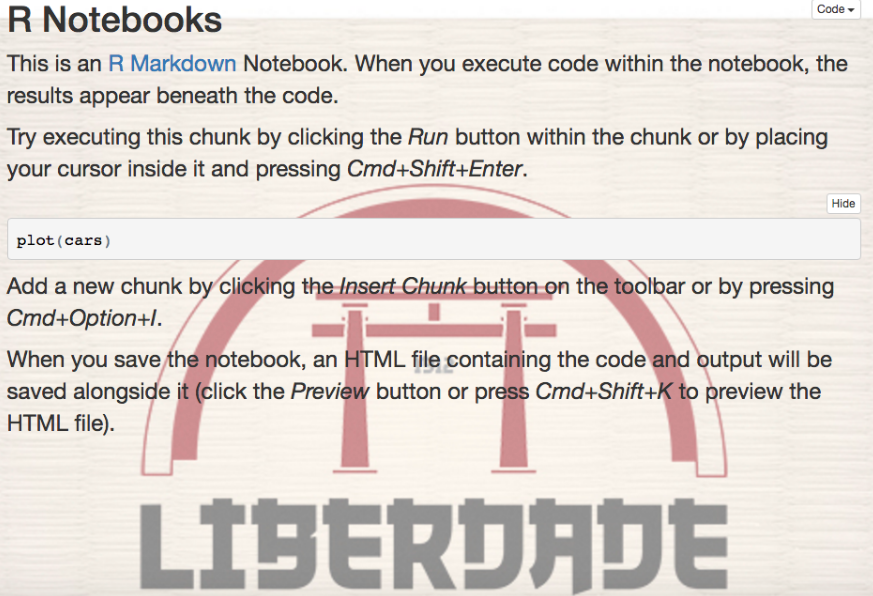 Code
R Notebooks
This is an R Markdown Notebook. When you execute code within the notebook, the
results appear beneath the code.
Try executing this chunk by clicking the Run button within the chunk or by placing
your cursor inside it and pressing Cmd+Shift+Enter.
Hide
plot(cars)
Add a new chunk by clicking the Insert Chunk button on the toolbar or by pressing
Cmd+Option+I.
When you save the notebook, an HTML file containing the code and output will be
saved alongside it (click the Preview button or press Cmd+Shift+K to preview the
HTML file).
LIBERDADE